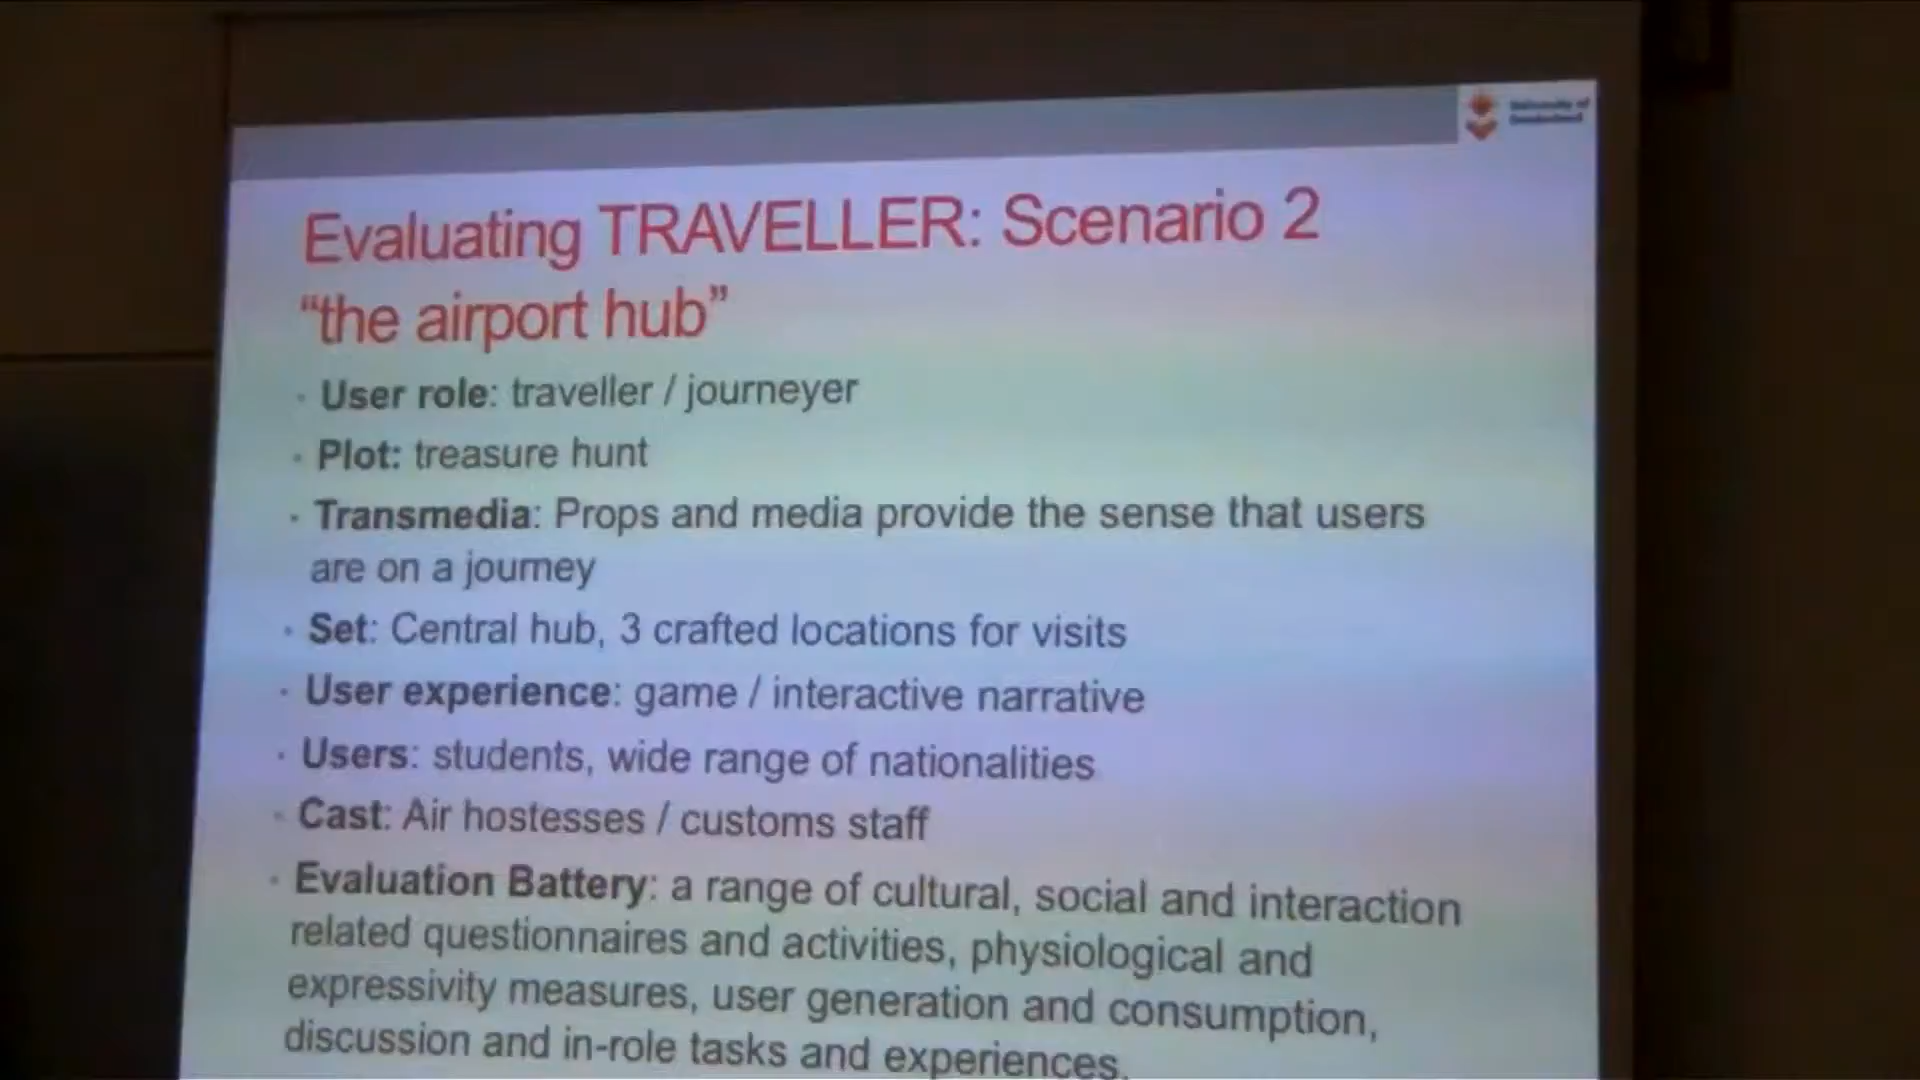 University of
Evaluating TRAVELLER: Scenario 2
“the airport hub”
· User role: traveller / journeyer
· Plot: treasure hunt
· Transmedia: Props and media provide the sense that users
are on a journey
· Set: Central hub, 3 crafted locations for visits
· User experience: game / interactive narrative
· Users: students, wide range of nationalities
· Cast: Air hostesses / customs staff
· Evaluation Battery: a range of cultural, social and interaction
related questionnaires and activities, physiological and
expressivity measures, user generation and consumption,
discussion and in-role tasks and experiences.